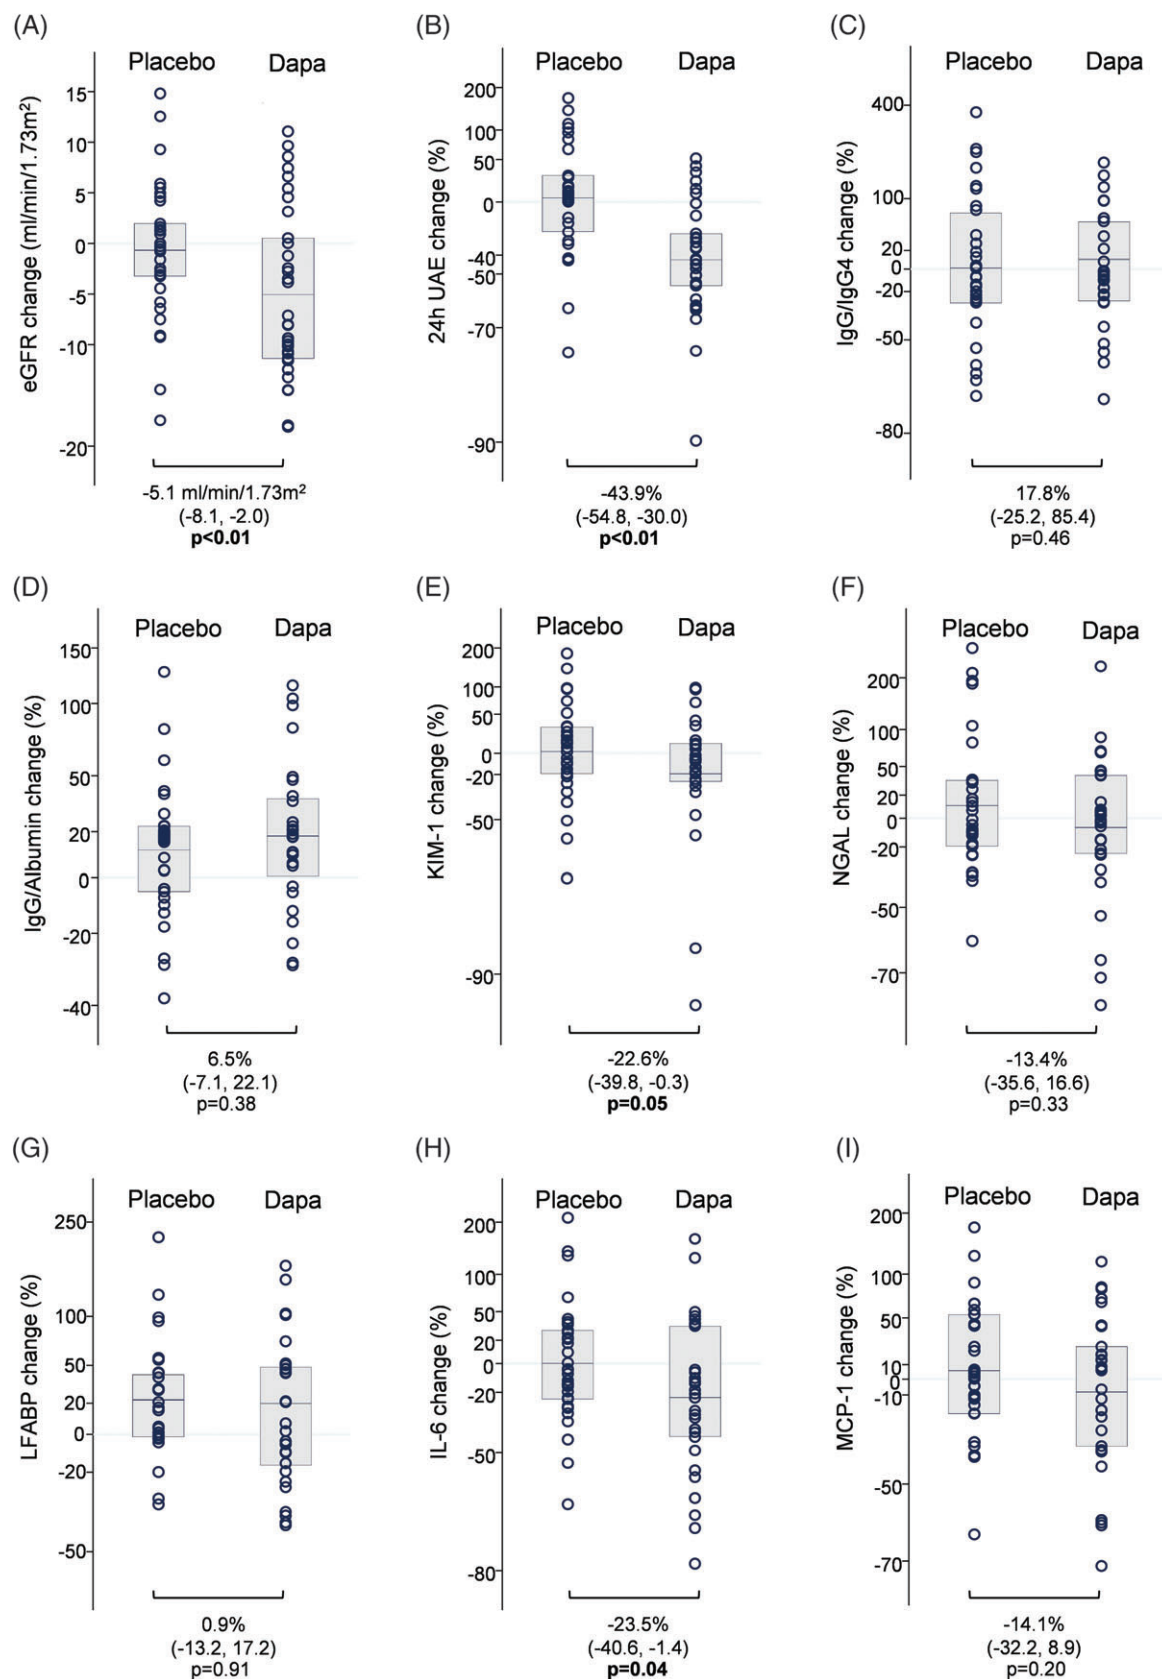 (A)
Placebo Dapa
eGFR change (ml/min/1.73m²)
15
10
5
0
-5
-10
-20
-5.1 ml/min/1.73m²
(-8.1, -2.0)
p<0.01
(B)
Placebo Dapa
24h UAE change (%)
200
100
50
0
-40
-50
-70
-90
-43.9%
(-54.8, -30.0)
p<0.01
(C)
Placebo Dapa
IgG/IgG4 change (%)
400
100
20
0
-20
-50
-80
17.8%
(-25.2, 85.4)
p=0.46
(D)
Placebo Dapa
IgG/Albumin change (%)
150
100
50
20
0
-20
-40
6.5%
(-7.1, 22.1)
p=0.38
(E)
Placebo Dapa
KIM-1 change (%)
200
100
50
0
-20
-50
-90
-22.6%
(-39.8, -0.3)
p=0.05
(F)
Placebo Dapa
NGAL change (%)
200
100
50
20
0
-20
-50
-70
-13.4%
(-35.6, 16.6)
p=0.33
(G)
Placebo Dapa
LFABP change (%)
250
100
50
20
0
-20
-50
0.9%
(-13.2, 17.2)
p=0.91
(H)
Placebo Dapa
IL-6 change (%)
200
100
50
20
0
-20
-50
-80
-23.5%
(-40.6, -1.4)
p=0.04
(I)
Placebo Dapa
MCP-1 change (%)
200
100
50
10
0
-10
-50
-70
-14.1%
(-32.2, 8.9)
p=0.20